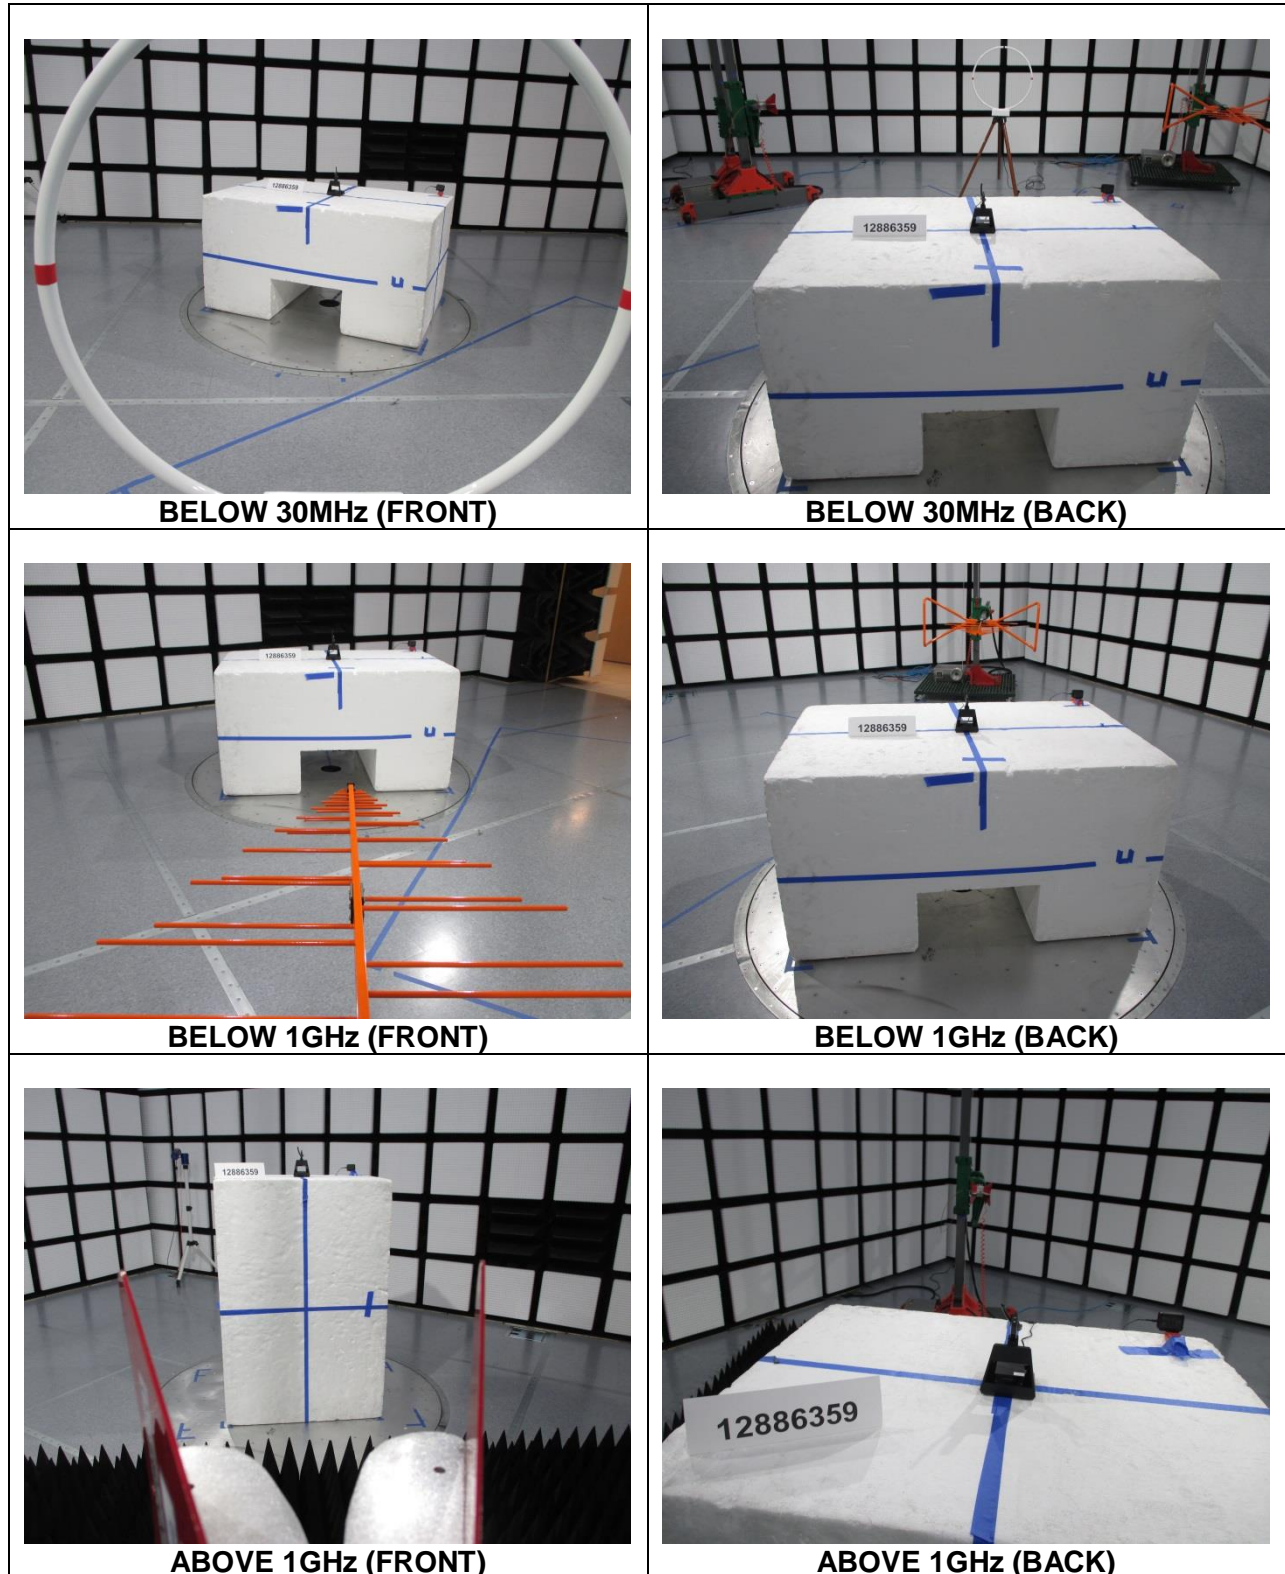 12886359
12886359
BELOW 30MHz (FRONT)
BELOW 30MHz (BACK)
12886359
12886359
BELOW 1GHz (FRONT)
BELOW 1GHz (BACK)
12886359
12886359
ABOVE 1GHz (FRONT)
ABOVE 1GHz (BACK)